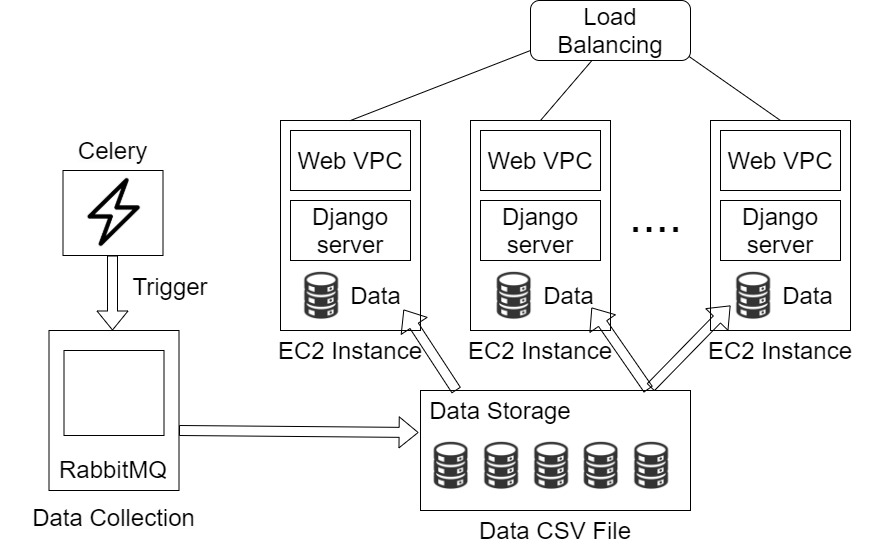 Load
Balancing
Web VPC
Web VPC
Web VPC
Celery
Django
server
Django
server
....
Django
server
Trigger
Data
Data
Data
EC2 Instance
EC2 Instance
EC2 Instance
Data Storage
RabbitMQ
Data Collection
Data CSV File